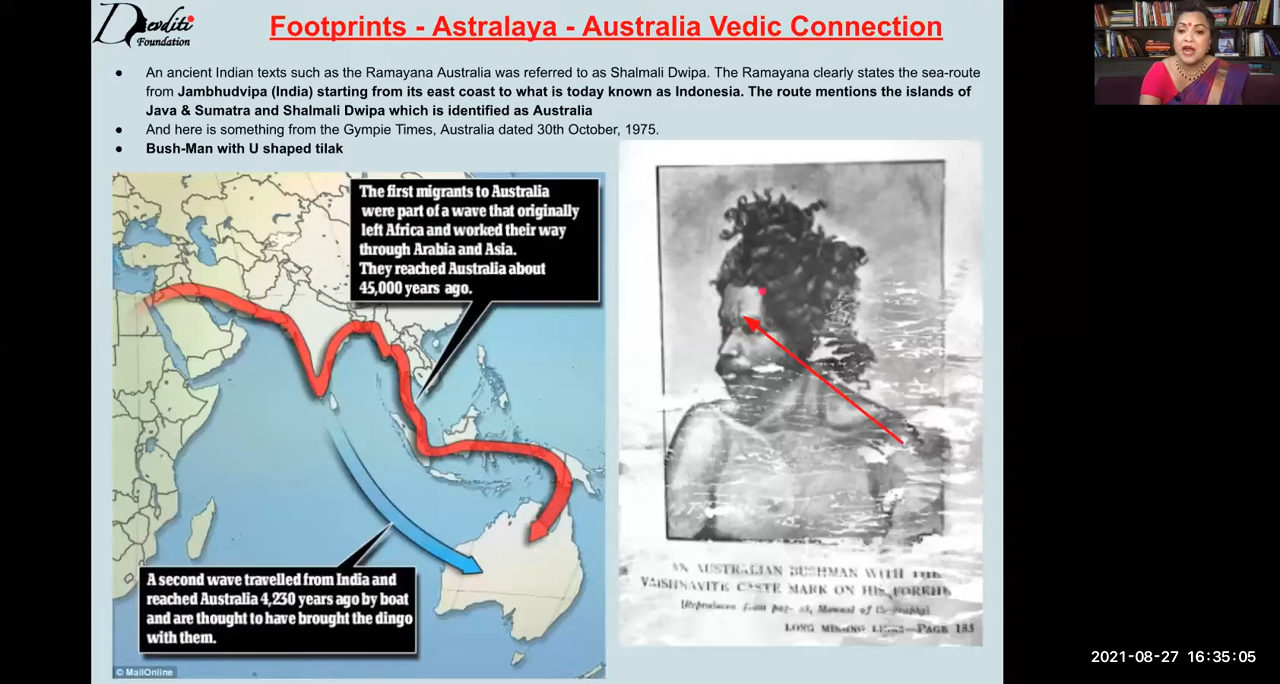 Devditi
Foundation
Footprints - Astralaya - Australia Vedic Connection
● An ancient Indian texts such as the Ramayana Australia was referred to as Shalmali Dwipa. The Ramayana clearly states the sea-route
from Jambhudvipa (India) starting from its east coast to what is today known as Indonesia. The route mentions the islands of
Java & Sumatra and Shalmali Dwipa which is identified as Australia
● And here is something from the Gympie Times, Australia dated 30th October, 1975.
● Bush-Man with U shaped tilak
The first migrants to Australia
were part of a wave that originally
left Africa and worked their way
through Arabia and Asia.
They reached Australia about
45,000 years ago.
A second wave travelled from India and
reached Australia 4,230 years ago by boat
and are thought to have brought the dingo
with them.
© MailOnline
AN AUSTRALIAN BUSHMAN WITH THE
VAISHNAVITE CASTE MARK ON HIS
from Manual of
LONG MISSING PAGE 185
2021-08-27 16:35:05